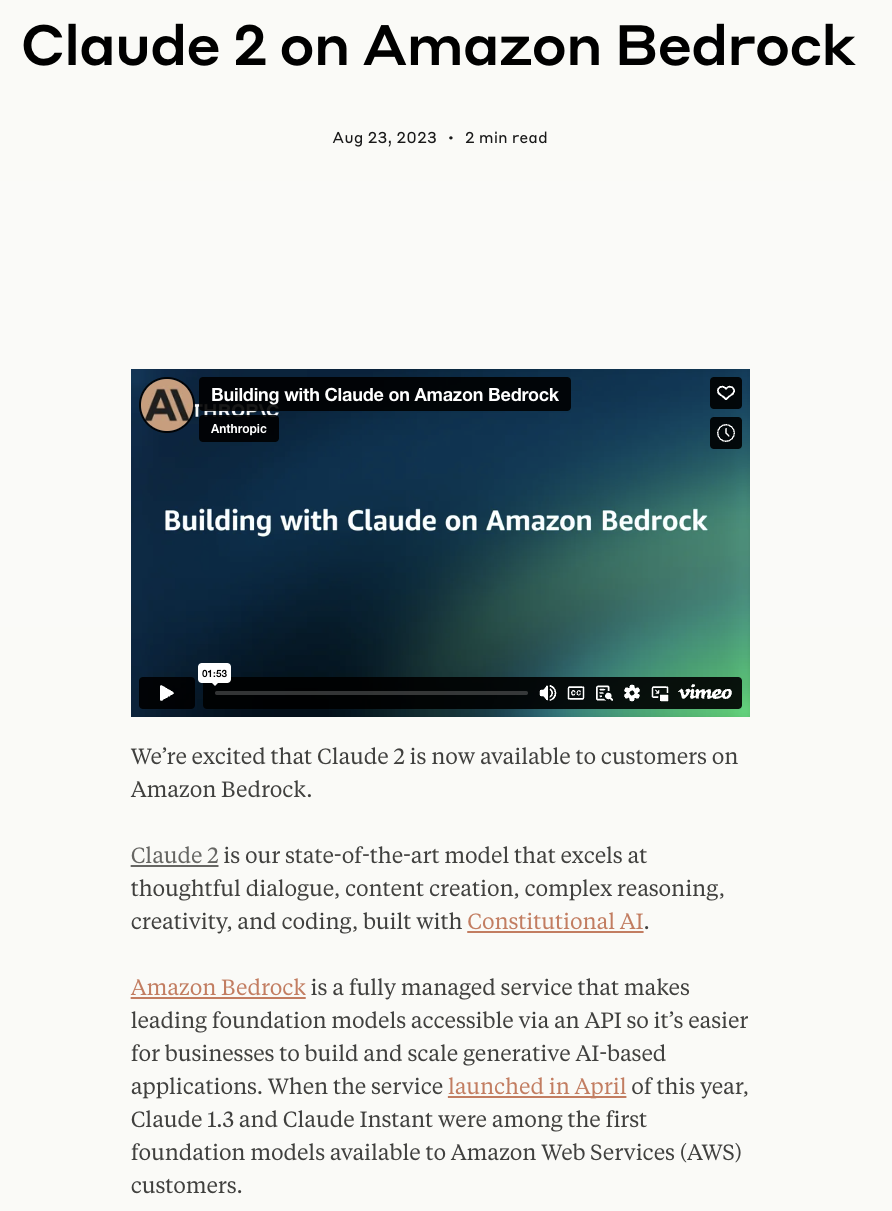 Claude 2 on Amazon Bedrock
Aug 23, 2023 • 2 min read
Building with Claude on Amazon Bedrock
Anthropic
Building with Claude on Amazon Bedrock
01:53
CC
vimeo
We’re excited that Claude 2 is now available to customers on
Amazon Bedrock.
Claude 2 is our state-of-the-art model that excels at
thoughtful dialogue, content creation, complex reasoning,
creativity, and coding, built with Constitutional AI.
Amazon Bedrock is a fully managed service that makes
leading foundation models accessible via an API so it’s easier
for businesses to build and scale generative AI-based
applications. When the service launched in April of this year,
Claude 1.3 and Claude Instant were among the first
foundation models available to Amazon Web Services (AWS)
customers.